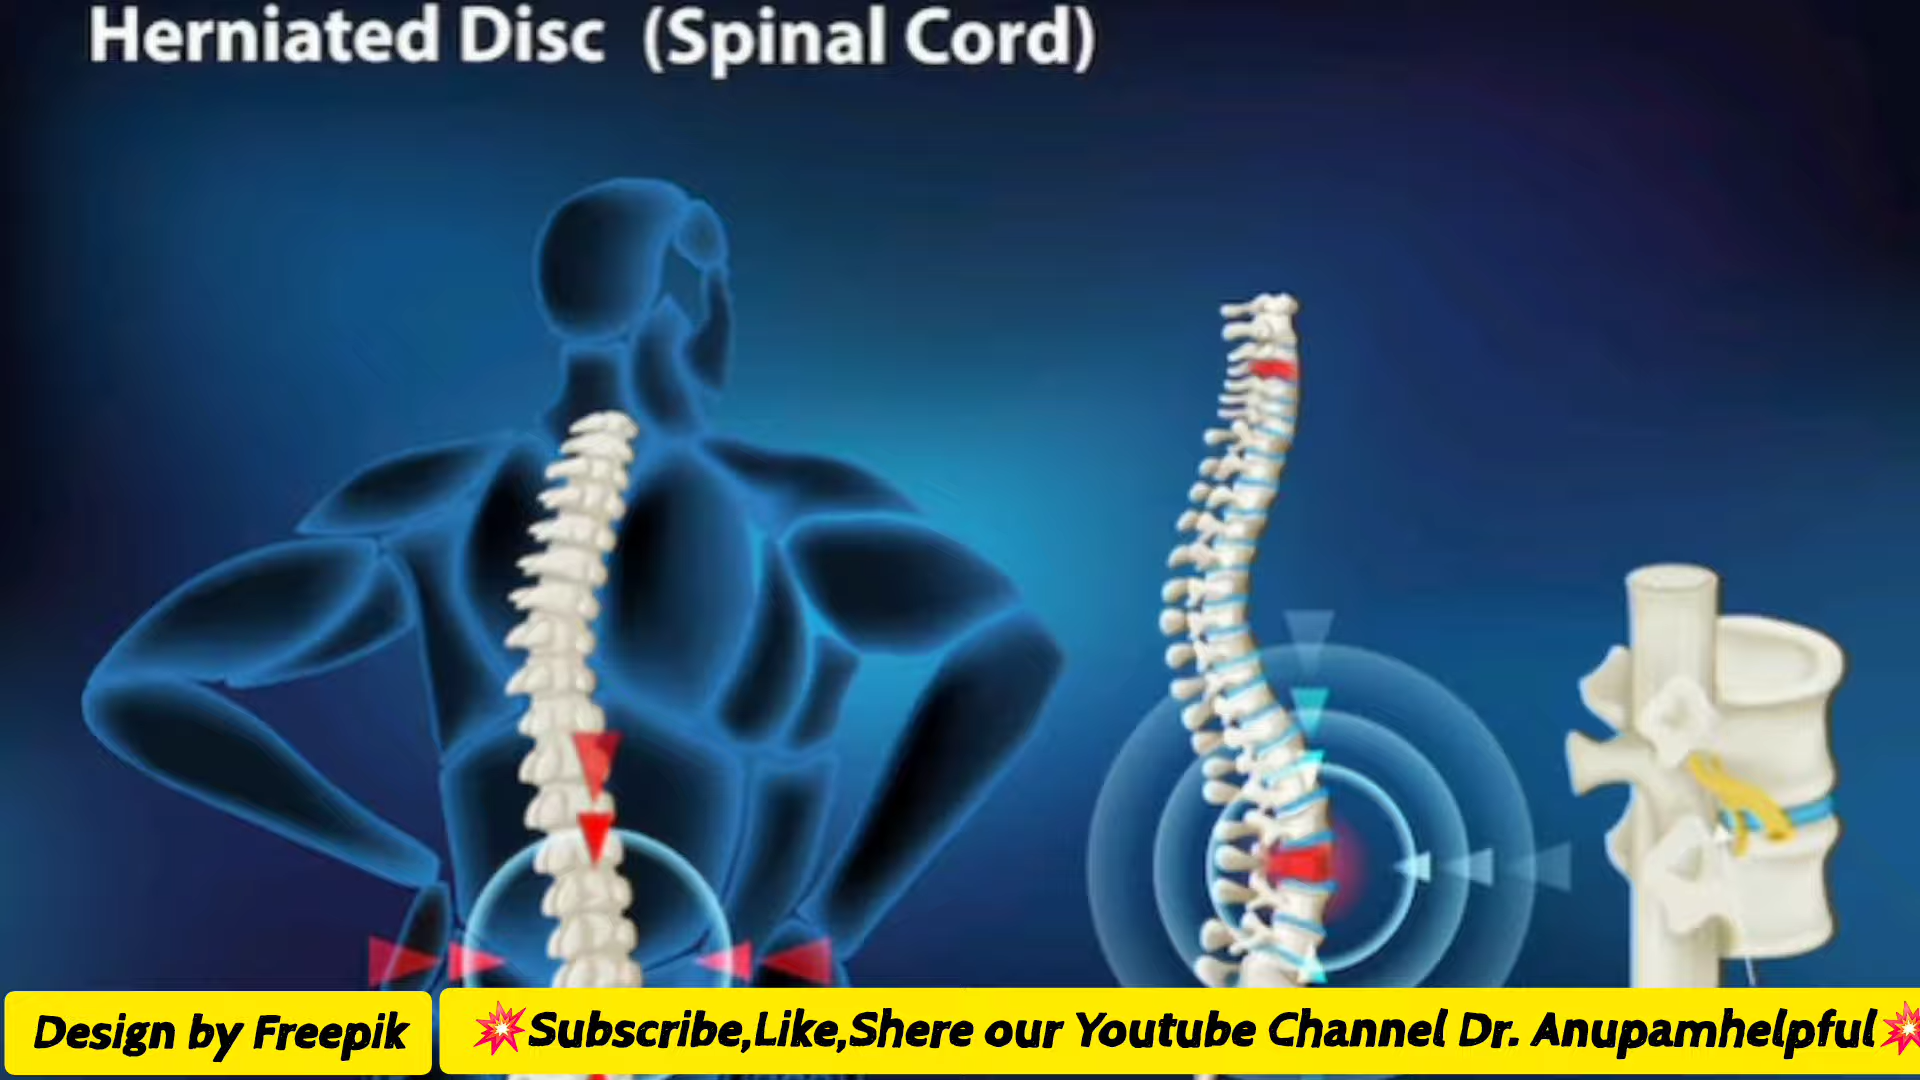 Herniated Disc (Spinal Cord)
Design by Freepik
💥Subscribe,Like,Shere our Youtube Channel Dr. Anupamhelpful💥